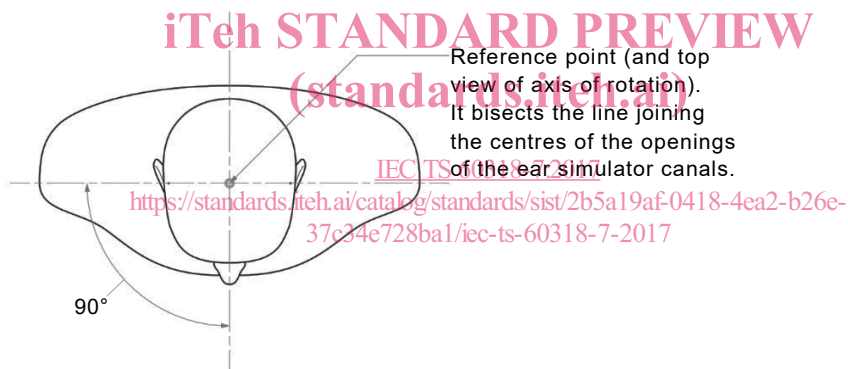 iTeh STANDARD PREVIEW
(standards.iteh.ai)
Reference point (and top
view of axis of rotation).
It bisects the line joining
the centres of the openings
of the ear simulator canals.
IEC TS 60318-7:2017
https://standards.iteh.ai/catalog/standards/sist/2b5a19af-0418-4ea2-b26e-
37c34e728ba1/iec-ts-60318-7-2017
90°